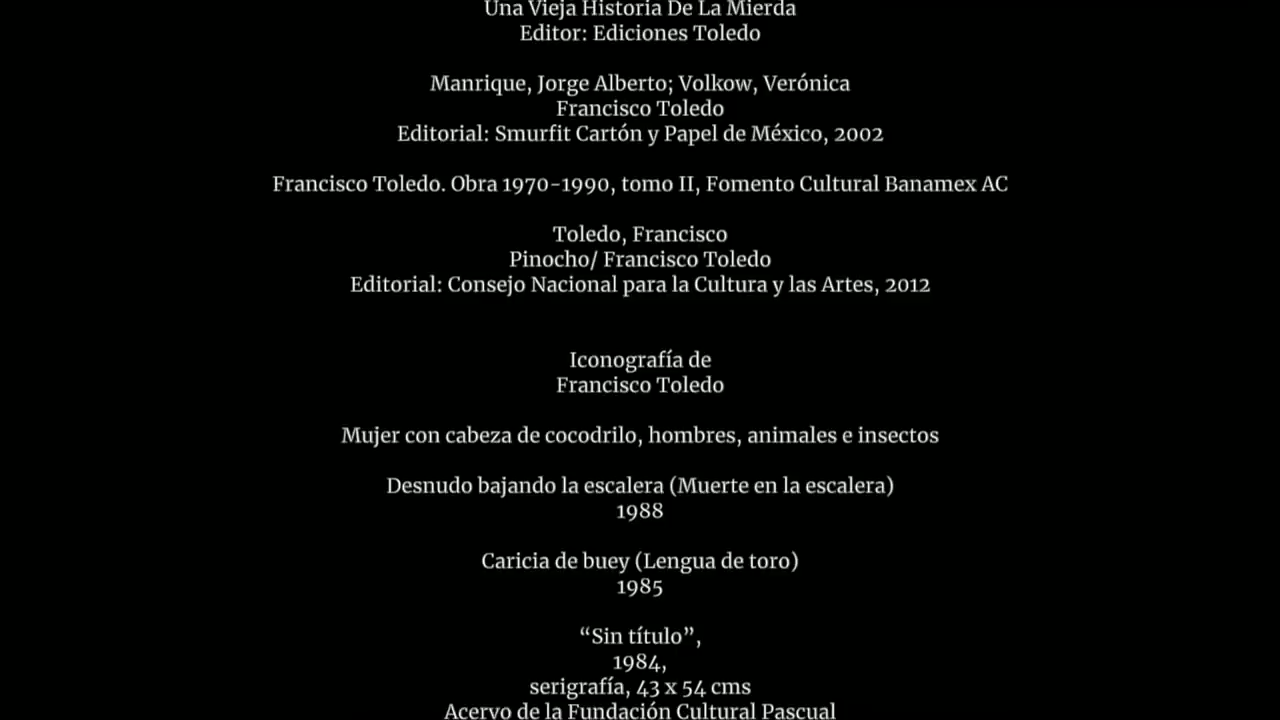 Una Vieja Historia De La Mierda
Editor: Ediciones Toledo
Manrique, Jorge Alberto; Volkow, Verónica
Francisco Toledo
Editorial: Smurfit Cartón y Papel de México, 2002
Francisco Toledo. Obra 1970-1990, tomo II, Fomento Cultural Banamex AC
Toledo, Francisco
Pinocho/ Francisco Toledo
Editorial: Consejo Nacional para la Cultura y las Artes, 2012
Iconografía de
Francisco Toledo
Mujer con cabeza de cocodrilo, hombres, animales e insectos
Desnudo bajando la escalera (Muerte en la escalera)
1988
Caricia de buey (Lengua de toro)
1985
“Sin título”,
1984,
serigrafía, 43 x 54 cms
Acervo de la Fundación Cultural Pascual